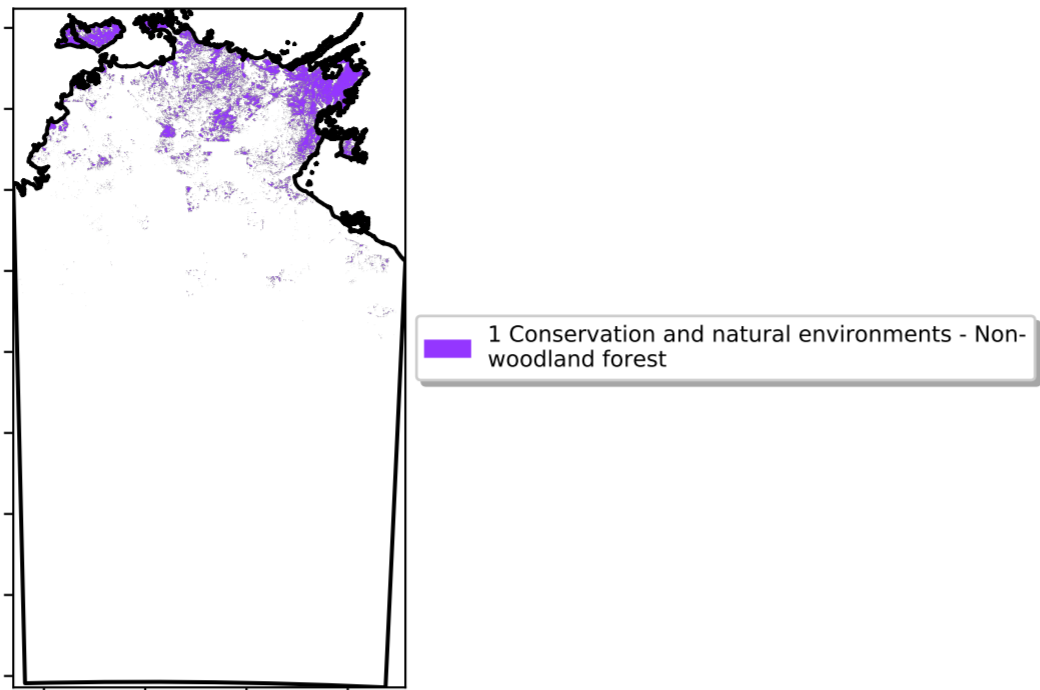 1 Conservation and natural environments - Non-
woodland forest